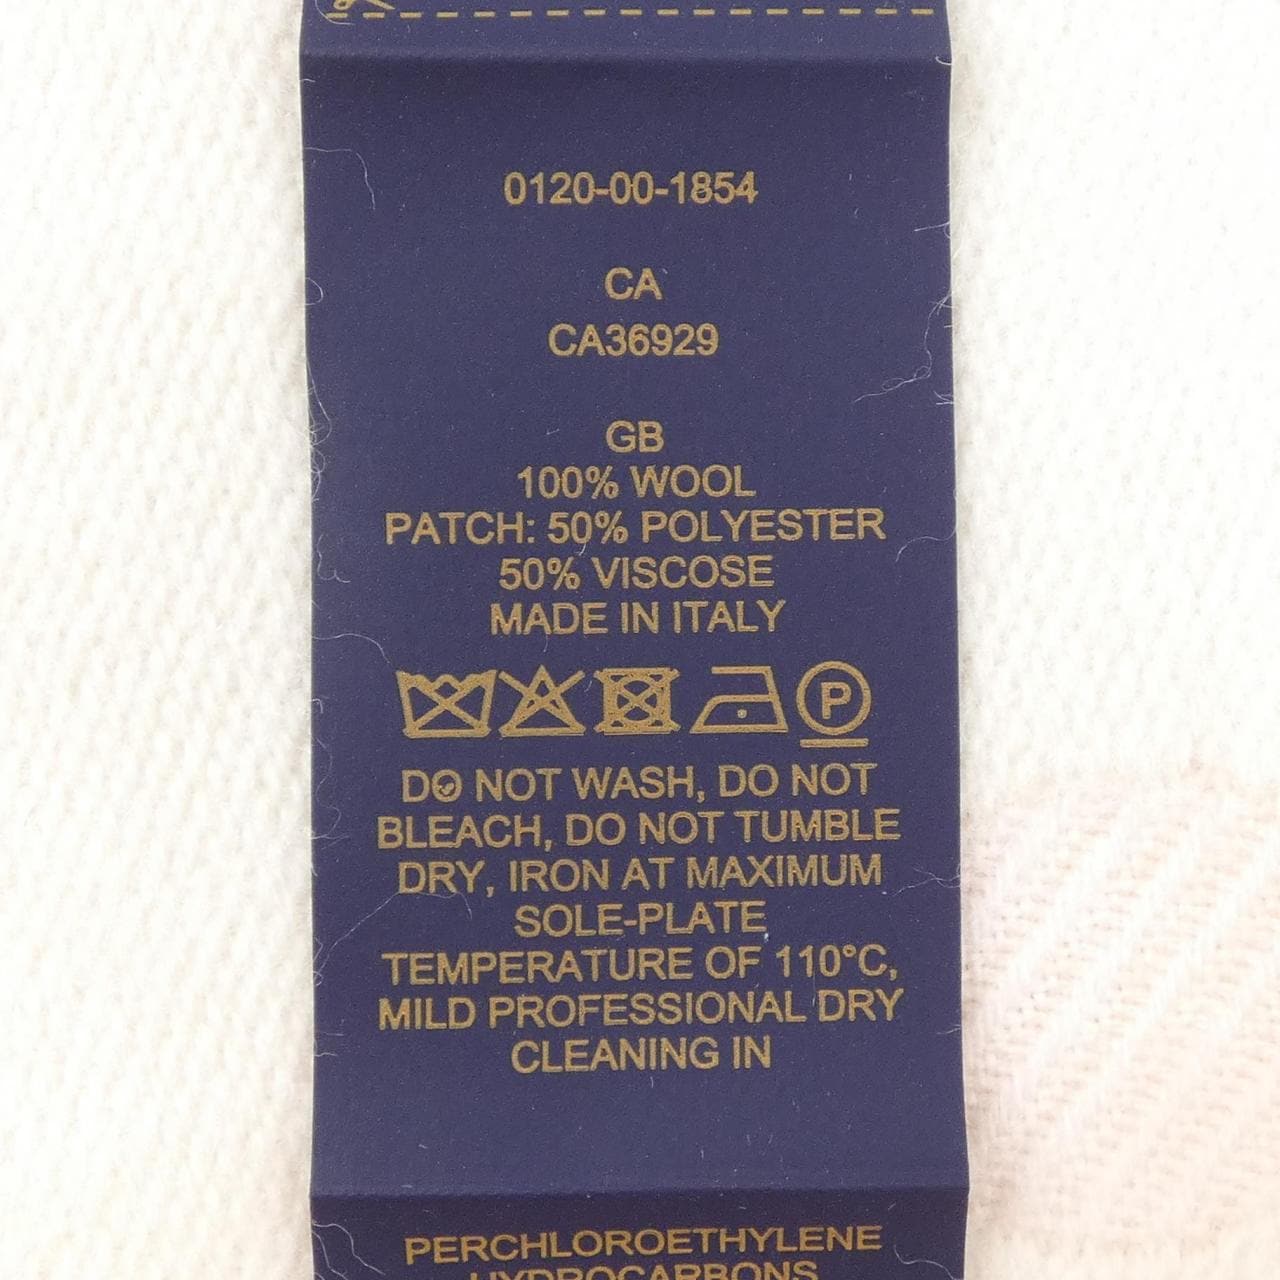 0120-00-1854
CA
CA36929
GB
100% WOOL
PATCH: 50% POLYESTER
50% VISCOSE
MADE IN ITALY
P
DO NOT WASH, DO NOT
BLEACH, DO NOT TUMBLE
DRY, IRON AT MAXIMUM
SOLE-PLATE
TEMPERATURE OF 110°C,
MILD PROFESSIONAL DRY
CLEANING IN
PERCHLOROETHYLENE
HYDROCARBONS